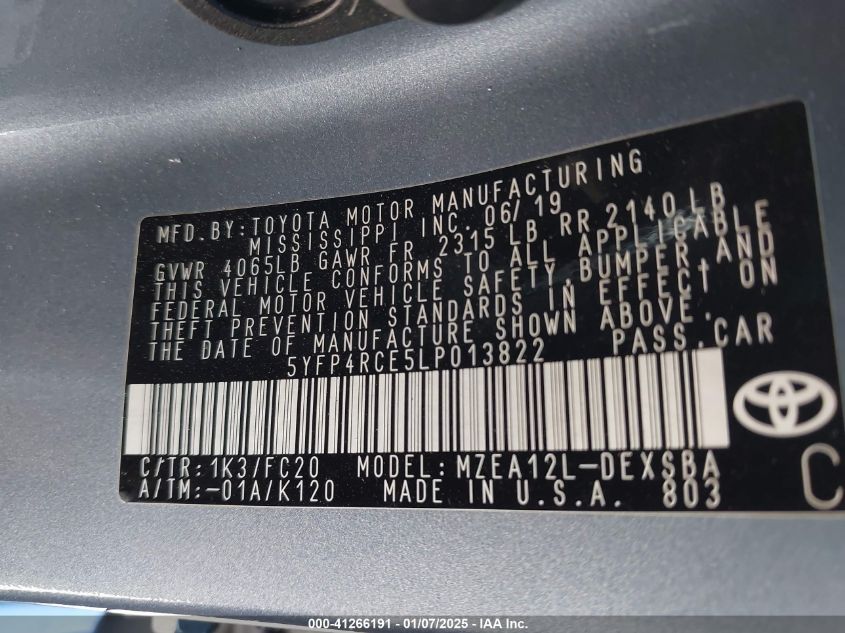 MFD. BY: TOYOTA MOTOR MANUFACTURING
MISSISSIPPI INC. 06/19
GVWR 4065LB GAWR FR 2315 LB RR 2140 LB
THIS VEHICLE CONFORMS TO ALL APPLICABLE
FEDERAL MOTOR VEHICLE SAFETY, BUMPER, AND
THEFT PREVENTION STANDARDS IN EFFECT ON
THE DATE OF MANUFACTURE SHOWN ABOVE.
5YFP4RCE5LP013822 PASS. CAR
C/TR: 1K3/FC20 MODEL: MZEA12L-DEXSBA
A/TM: -01A/K120 MADE IN U.S.A. 803
C
000-41266191 - 01/07/2025 - IAA Inc.